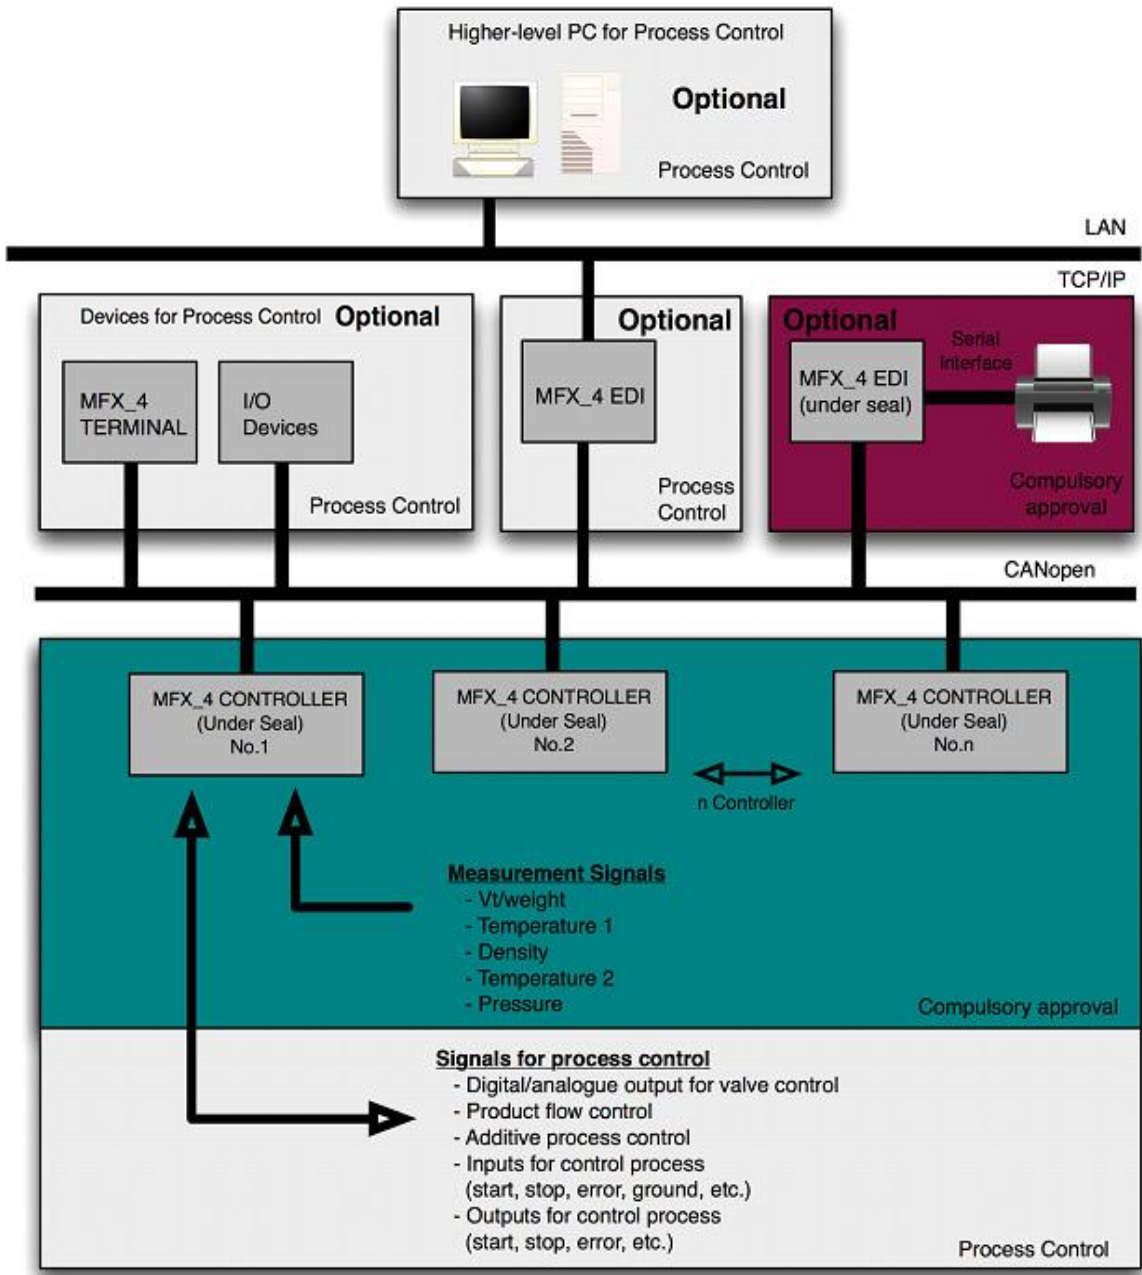 Higher-level PC for Process Control
Optional
Process Control
LAN
TCP/IP
Devices for Process Control Optional
MFX_4
TERMINAL
I/O
Devices
Process Control
Optional
MFX_4 EDI
Process
Control
Optional
MFX_4 EDI
(under seal)
Serial
Interface
Compulsory
approval
CANopen
MFX_4 CONTROLLER
(Under Seal)
No.1
MFX_4 CONTROLLER
(Under Seal)
No.2
MFX_4 CONTROLLER
(Under Seal)
No.n
n Controller
Measurement Signals
- Vt/weight
- Temperature 1
- Density
- Temperature 2
- Pressure
Compulsory approval
Signals for process control
- Digital/analogue output for valve control
- Product flow control
- Additive process control
- Inputs for control process
(start, stop, error, ground, etc.)
- Outputs for control process
(start, stop, error, etc.)
Process Control